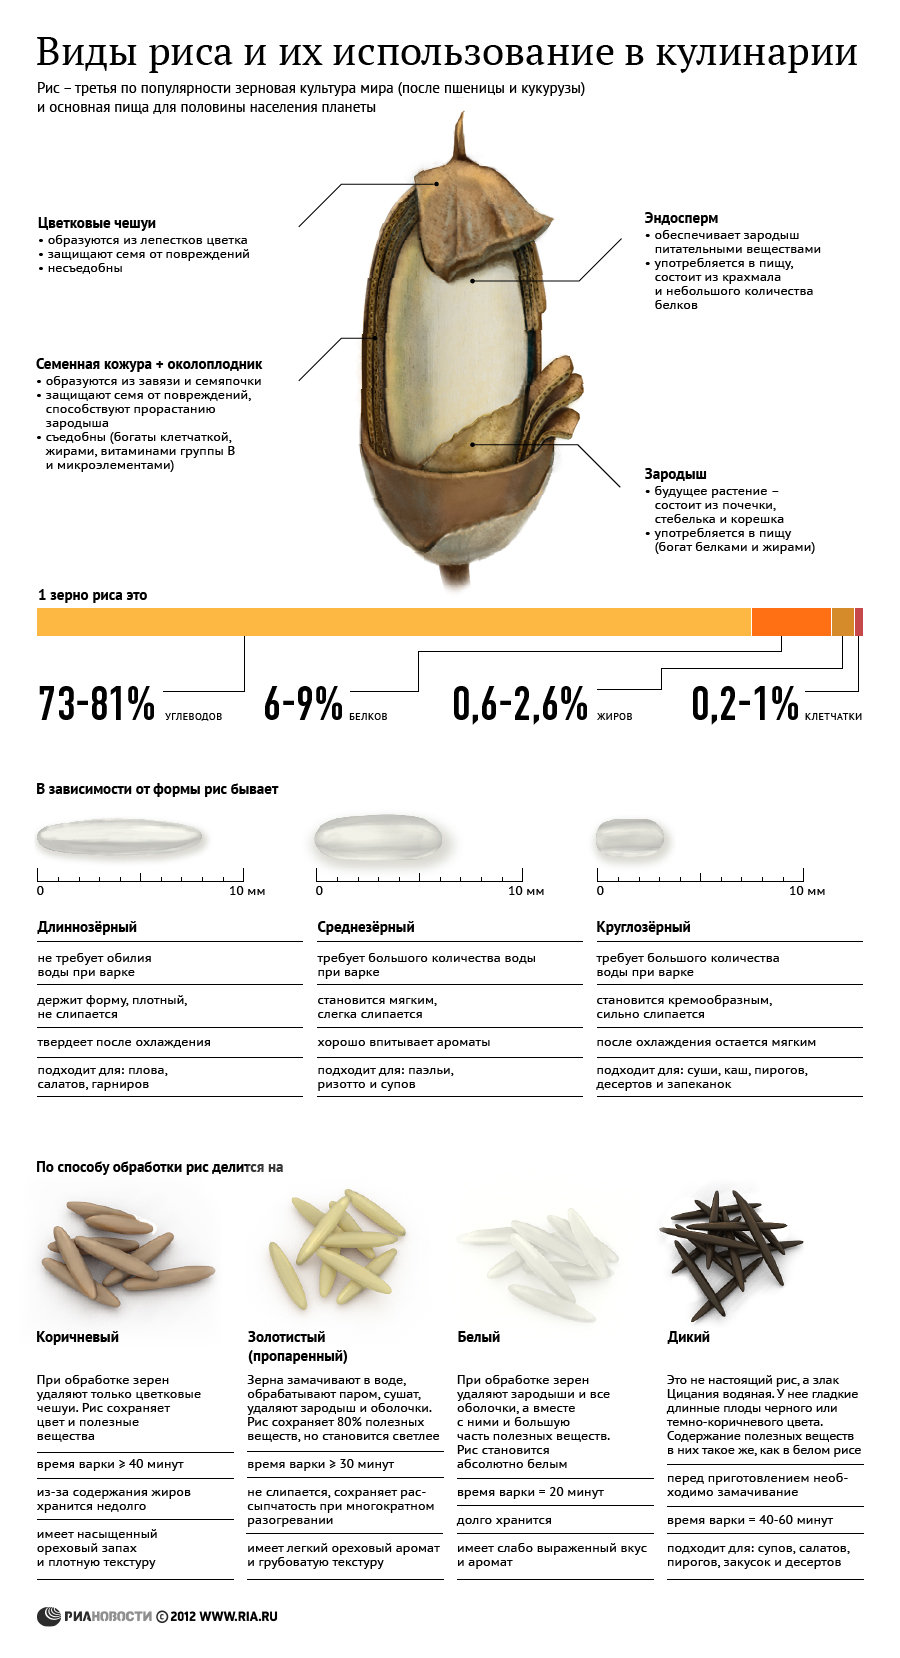 Виды риса и их использование в кулинарии
Рис – третья по популярности зерновая культура мира (после пшеницы и кукурузы)
и основная пища для половины населения планеты
Цветковые чешуи
• образуются из лепестков цветка
• защищают семя от повреждений
• несъедобны
Эндосперм
• обеспечивает зародыш
питательными веществами
• употребляется в пищу,
состоит из крахмала
и небольшого количества
белков
Семенная кожура + околоплодник
• образуются из завязи и семяпочки
• защищают семя от повреждений,
способствуют прорастанию
зародыша
• съедобны (богаты клетчаткой,
жирами, витаминами группы В
и микроэлементами)
Зародыш
• будущее растение –
состоит из почечки,
стебелька и корешка
• употребляется в пищу
(богат белками и жирами)
1 зерно риса это
73-81% углеводов
6-9% белков
0,6-2,6% жиров
0,2-1% клетчатки
В зависимости от формы рис бывает
0 10 мм
0 10 мм
0 10 мм
Длиннозёрный
не требует обилия
воды при варке
держит форму, плотный,
не слипается
твердеет после охлаждения
подходит для: плова,
салатов, гарниров
Среднезёрный
требует большого количества воды
при варке
становится мягким,
слегка слипается
хорошо впитывает ароматы
подходит для: паэльи,
ризотто и супов
Круглозёрный
требует большого количества
воды при варке
становится кремообразным,
сильно слипается
после охлаждения остается мягким
подходит для: суши, каш, пирогов,
десертов и запеканок
По способу обработки рис делится на
Коричневый
При обработке зерен
удаляют только цветковые
чешуи. Рис сохраняет
цвет и полезные
вещества
время варки ⩾ 40 минут
из-за содержания жиров
хранится недолго
имеет насыщенный
ореховый запах
и плотную текстуру
Золотистый
(пропаренный)
Зерна замачивают в воде,
обрабатывают паром, сушат,
удаляют зародыш и оболочки.
Рис сохраняет 80% полезных
веществ, но становится светлее
время варки ⩾ 30 минут
не слипается, сохраняет рас-
сыпчатость при многократном
разогревании
имеет легкий ореховый аромат
и грубоватую текстуру
Белый
При обработке зерен
удаляют зародыши и все
оболочки, а вместе
с ними и большую
часть полезных веществ.
Рис становится
абсолютно белым
время варки = 20 минут
долго хранится
имеет слабо выраженный вкус
и аромат
Дикий
Это не настоящий рис, а злак
Цицания водяная. У нее гладкие
длинные плоды черного или
темно-коричневого цвета.
Содержание полезных веществ
в них такое же, как в белом рисе
перед приготовлением необ-
ходимо замачивание
время варки = 40-60 минут
подходит для: супов, салатов,
пирогов, закусок и десертов
РИАНОВОСТИ © 2012 WWW.RIA.RU